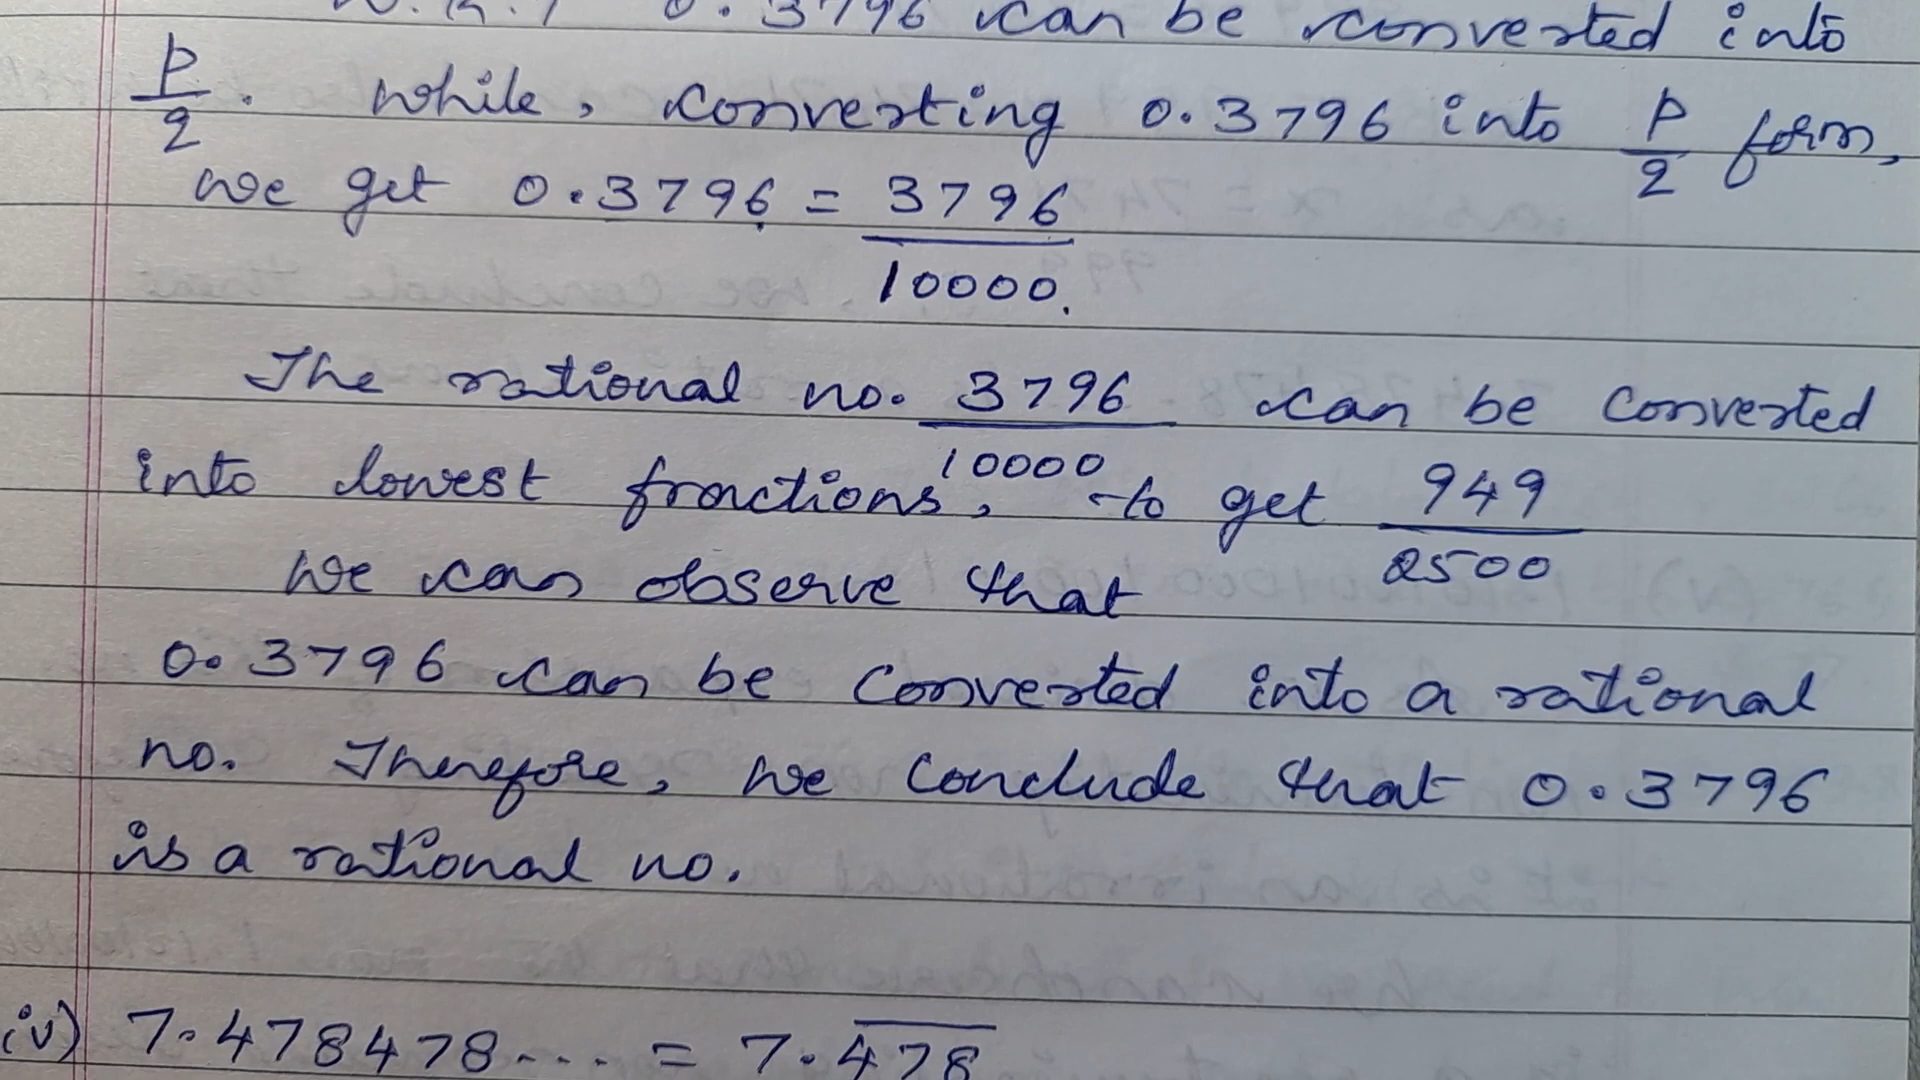 0.3796 can be converted into
p/q. while, converting 0.3796 into p/q form,
we get 0.3796 = 3796/10000.
The rational no. 3796/10000 can be converted
into lowest fractions, to get 949/2500
we can observe that
0.3796 can be converted into a rational
no. Therefore, we conclude that 0.3796
is a rational no.
iv) 7.478478... = 7.4̅7̅8̅